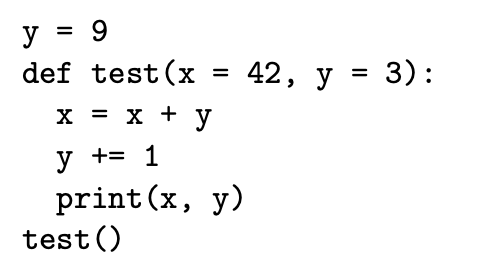 y = 9
def test(x = 42, y = 3):
  x = x + y
  y += 1
  print(x, y)
test()